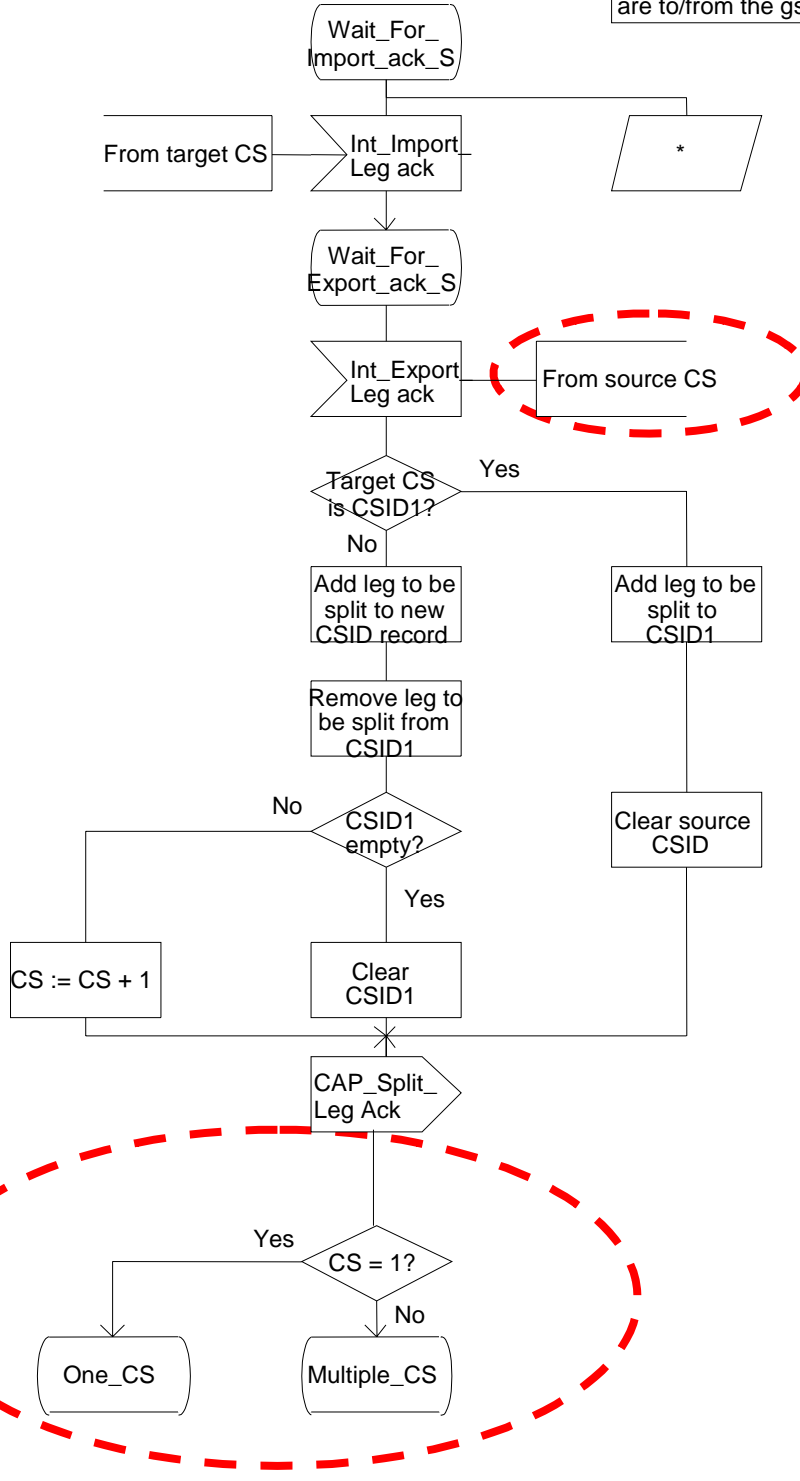 are to/from the gs
Wait_For_
Import_ack_S
From target CS
Int_Import_
Leg ack
*
Wait_For_
Export_ack_S
Int_Export_
Leg ack
From source CS
Target CS
is CSID1?
Yes
No
Add leg to be
split to new
CSID record
Add leg to be
split to
CSID1
Remove leg to
be split from
CSID1
No
CSID1
empty?
Clear source
CSID
Yes
CS := CS + 1
Clear
CSID1
CAP_Split_
Leg Ack
Yes
CS = 1?
No
One_CS
Multiple_CS